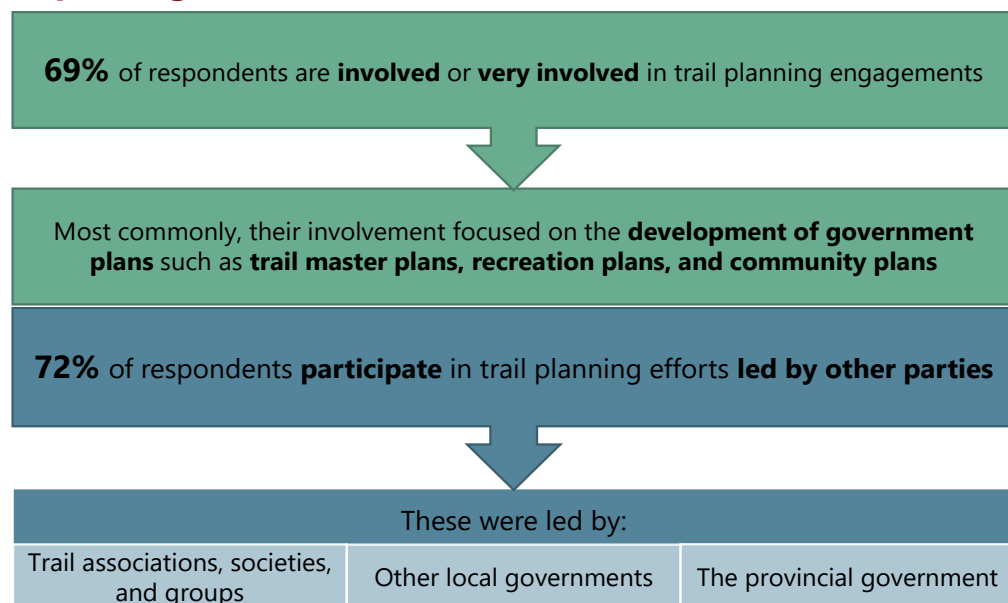 69% of respondents are involved or very involved in trail planning engagements
Most commonly, their involvement focused on the development of government
plans such as trail master plans, recreation plans, and community plans
72% of respondents participate in trail planning efforts led by other parties
These were led by:
Trail associations, societies,
and groups
Other local governments
The provincial government